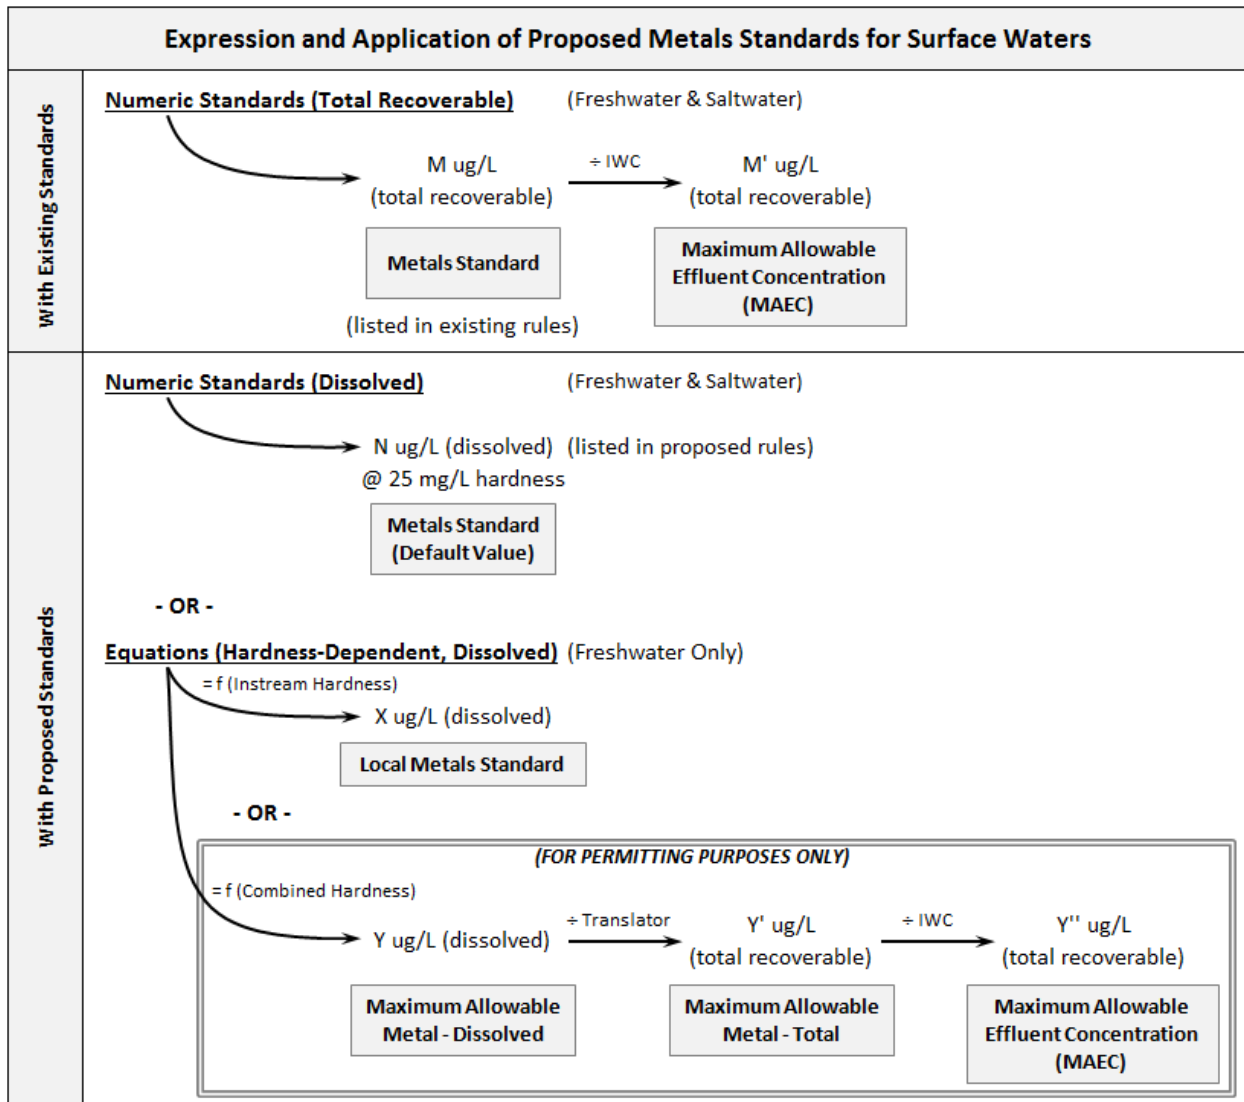 Expression and Application of Proposed Metals Standards for Surface Waters
With Existing Standards
Numeric Standards (Total Recoverable) (Freshwater & Saltwater)
M ug/L ÷ IWC M' ug/L
(total recoverable) (total recoverable)
Metals Standard
Maximum Allowable
Effluent Concentration
(MAEC)
(listed in existing rules)
With Proposed Standards
Numeric Standards (Dissolved) (Freshwater & Saltwater)
N ug/L (dissolved) (listed in proposed rules)
@ 25 mg/L hardness
Metals Standard
(Default Value)
- OR -
Equations (Hardness-Dependent, Dissolved) (Freshwater Only)
= f (Instream Hardness)
X ug/L (dissolved)
Local Metals Standard
- OR -
(FOR PERMITTING PURPOSES ONLY)
= f (Combined Hardness)
Y ug/L (dissolved) ÷ Translator Y' ug/L ÷ IWC Y'' ug/L
(total recoverable) (total recoverable)
Maximum Allowable
Metal - Dissolved
Maximum Allowable
Metal - Total
Maximum Allowable
Effluent Concentration
(MAEC)